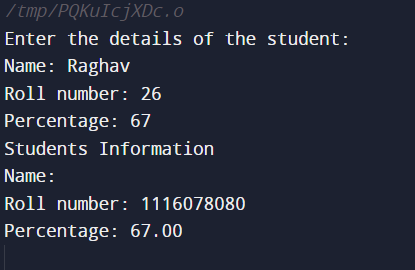 /tmp/PQKuIcjXDc.o
Enter the details of the student:
Name: Raghav
Roll number: 26
Percentage: 67
Students Information
Name:
Roll number: 1116078080
Percentage: 67.00